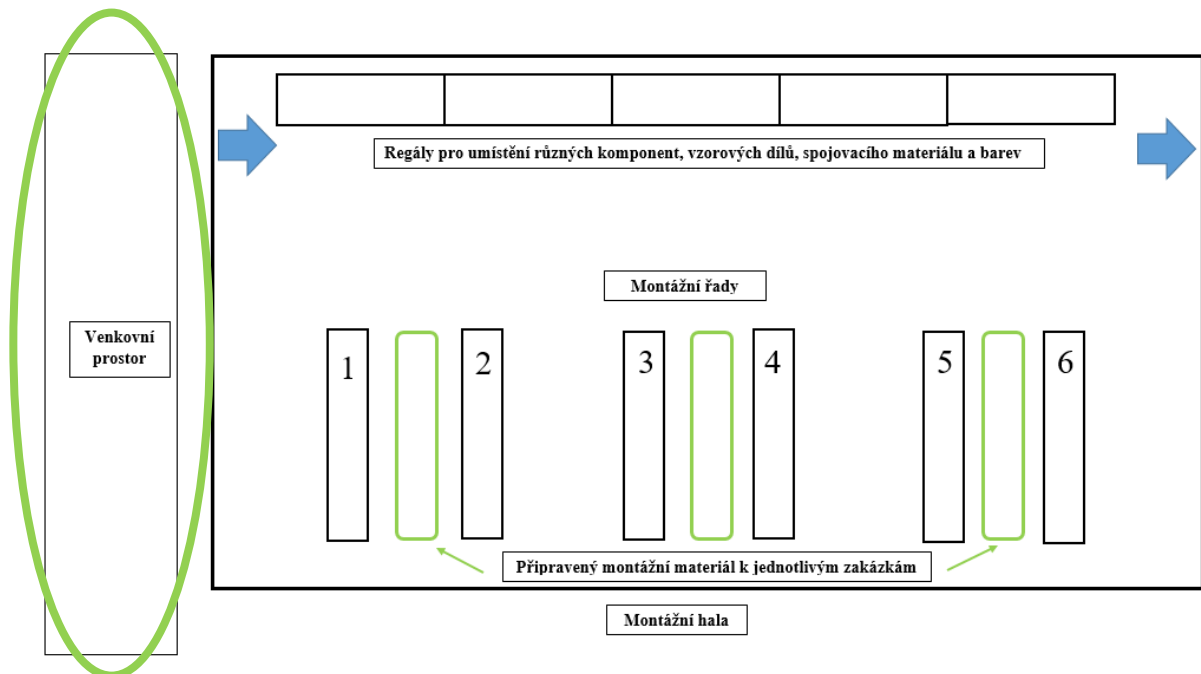 Regály pro umístění různých komponent, vzorových dílů, spojovacího materiálu a barev
Montážní řady
Venkovní
prostor
1
2
3
4
5
6
Připravený montážní materiál k jednotlivým zakázkám
Montážní hala